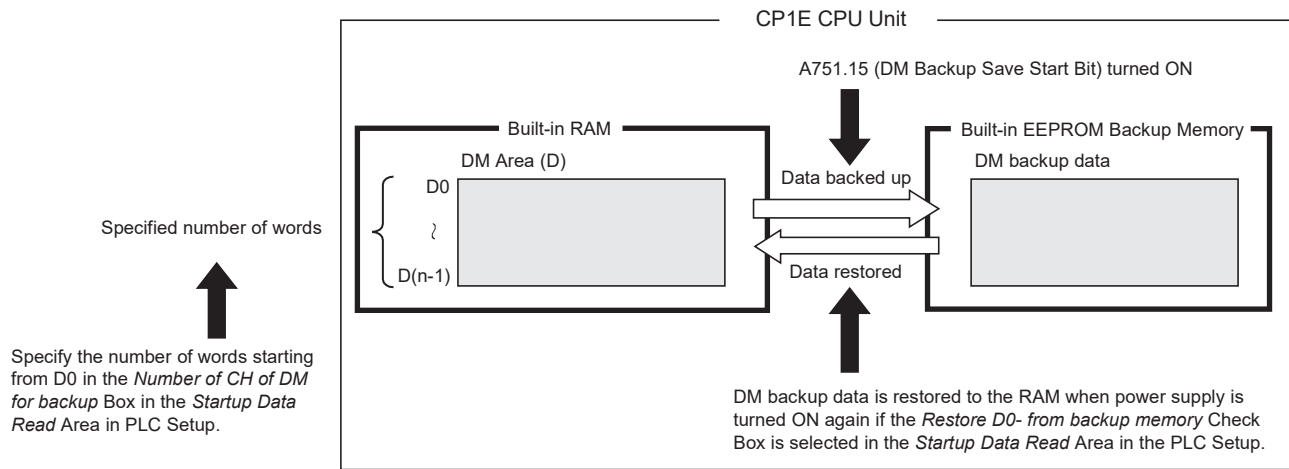 CP1E CPU Unit
A751.15 (DM Backup Save Start Bit) turned ON
Built-in RAM
Built-in EEPROM Backup Memory
DM Area (D)
DM backup data
Data backed up
D0
Specified number of words
~
D(n-1)
Data restored
Specify the number of words starting
from D0 in the Number of CH of DM
for backup Box in the Startup Data
Read Area in PLC Setup.
DM backup data is restored to the RAM when power supply is
turned ON again if the Restore D0- from backup memory Check
Box is selected in the Startup Data Read Area in the PLC Setup.